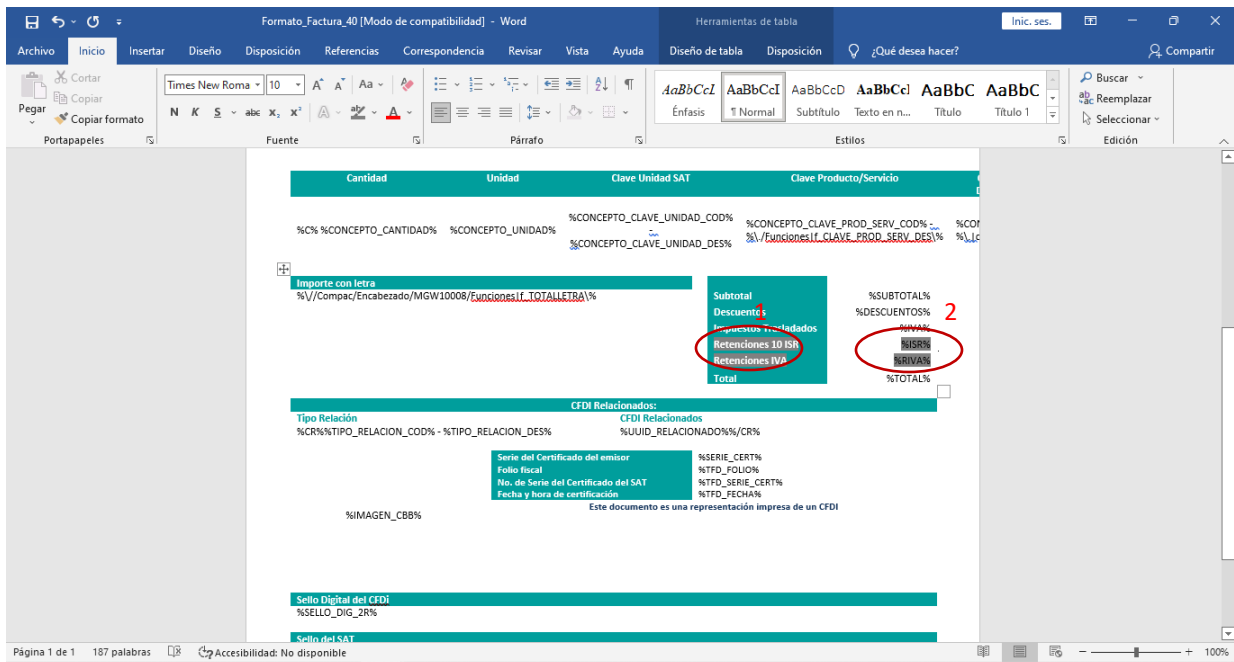 Formato_Factura_40 [Modo de compatibilidad] - Word
Herramientas de tabla
Inic. ses.
Archivo Inicio Insertar Diseño Disposición Referencias Correspondencia Revisar Vista Ayuda Diseño de tabla Disposición ¿Qué desea hacer? Compartir
Pegar
Cortar
Copiar
Copiar formato
Times New Roma 10
N K S abc x₂ x²
AaBbCcI AaBbCcI AaBbCcD AaBbCcI AaBbC AaBbC
Énfasis ¶ Normal Subtítulo Texto en n... Título Título 1
Buscar
Reemplazar
Seleccionar
Portapapeles Fuente Párrafo Estilos Edición
Cantidad Unidad Clave Unidad SAT Clave Producto/Servicio
%C% %CONCEPTO_CANTIDAD% %CONCEPTO_UNIDAD%
%CONCEPTO_CLAVE_UNIDAD_COD%
-
%CONCEPTO_CLAVE_UNIDAD_DES%
%CONCEPTO_CLAVE_PROD_SERV_COD% -
%\./Funciones|f_CLAVE_PROD_SERV_DES\%
Importe con letra
%\//Compac/Encabezado/MGW10008/Funciones|f_TOTALLETRA\%
Subtotal %SUBTOTAL%
Descuentos %DESCUENTOS%
1 2
Impuestos Trasladados %IVA%
Retenciones 10 ISR %ISR%
Retenciones IVA %RIVA%
Total %TOTAL%
CFDI Relacionados:
Tipo Relación CFDI Relacionados
%CR%%TIPO_RELACION_COD% - %TIPO_RELACION_DES% %UUID_RELACIONADO%%/CR%
Serie del Certificado del emisor %SERIE_CERT%
Folio fiscal %TFD_FOLIO%
No. de Serie del Certificado del SAT %TFD_SERIE_CERT%
Fecha y hora de certificación %TFD_FECHA%
Este documento es una representación impresa de un CFDI
%IMAGEN_CBB%
Sello Digital del CFDi
%SELLO_DIG_2R%
Sello del SAT
Página 1 de 1 187 palabras Accesibilidad: No disponible 100%